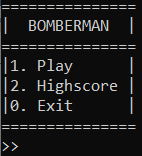 ===============
|  BOMBERMAN  |
===============
|1. Play      |
|2. Highscore |
|0. Exit      |
===============
>>